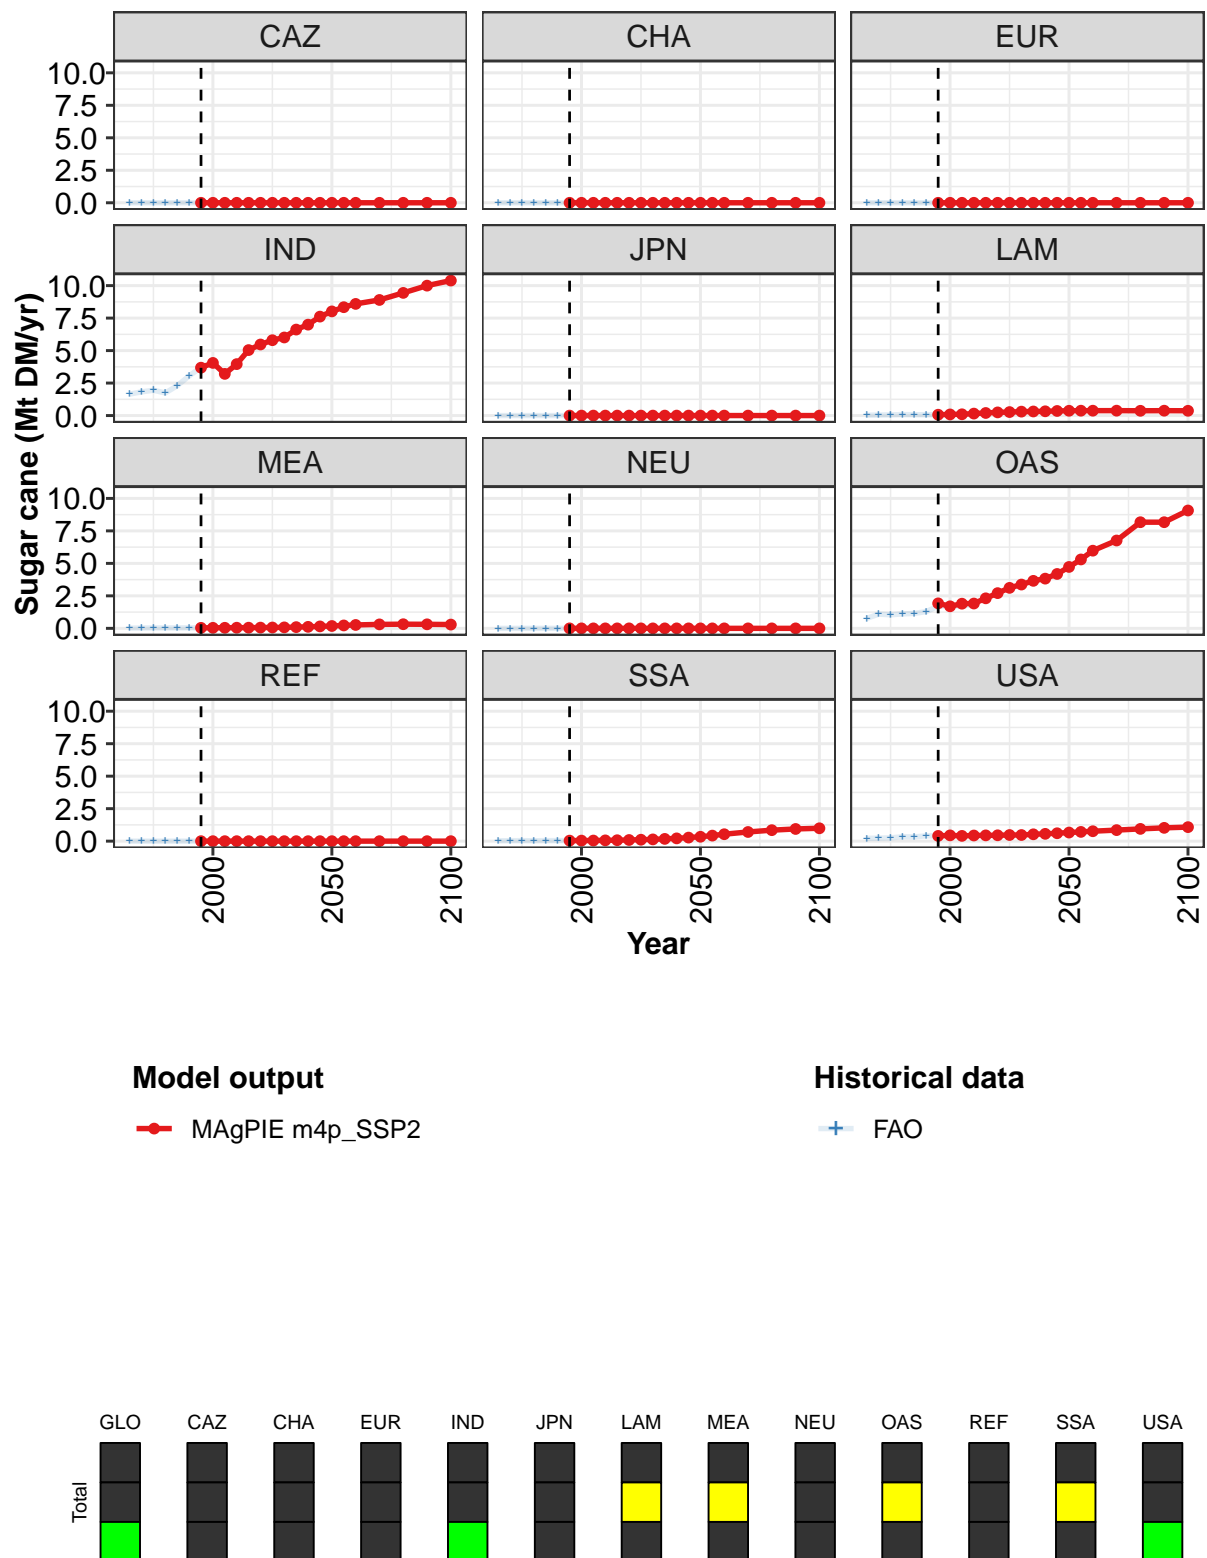 CAZ CHA EUR
10.0
7.5
5.0
2.5
0.0
IND JPN LAM
10.0
7.5
5.0
2.5
0.0
MEA NEU OAS
10.0
7.5
5.0
2.5
0.0
REF SSA USA
10.0
7.5
5.0
2.5
0.0
Sugar cane (Mt DM/yr)
2000 2050 2100 2000 2050 2100 2000 2050 2100
Year
Model output Historical data
MAgPIE m4p_SSP2 FAO
GLO CAZ CHA EUR IND JPN LAM MEA NEU OAS REF SSA USA
Total